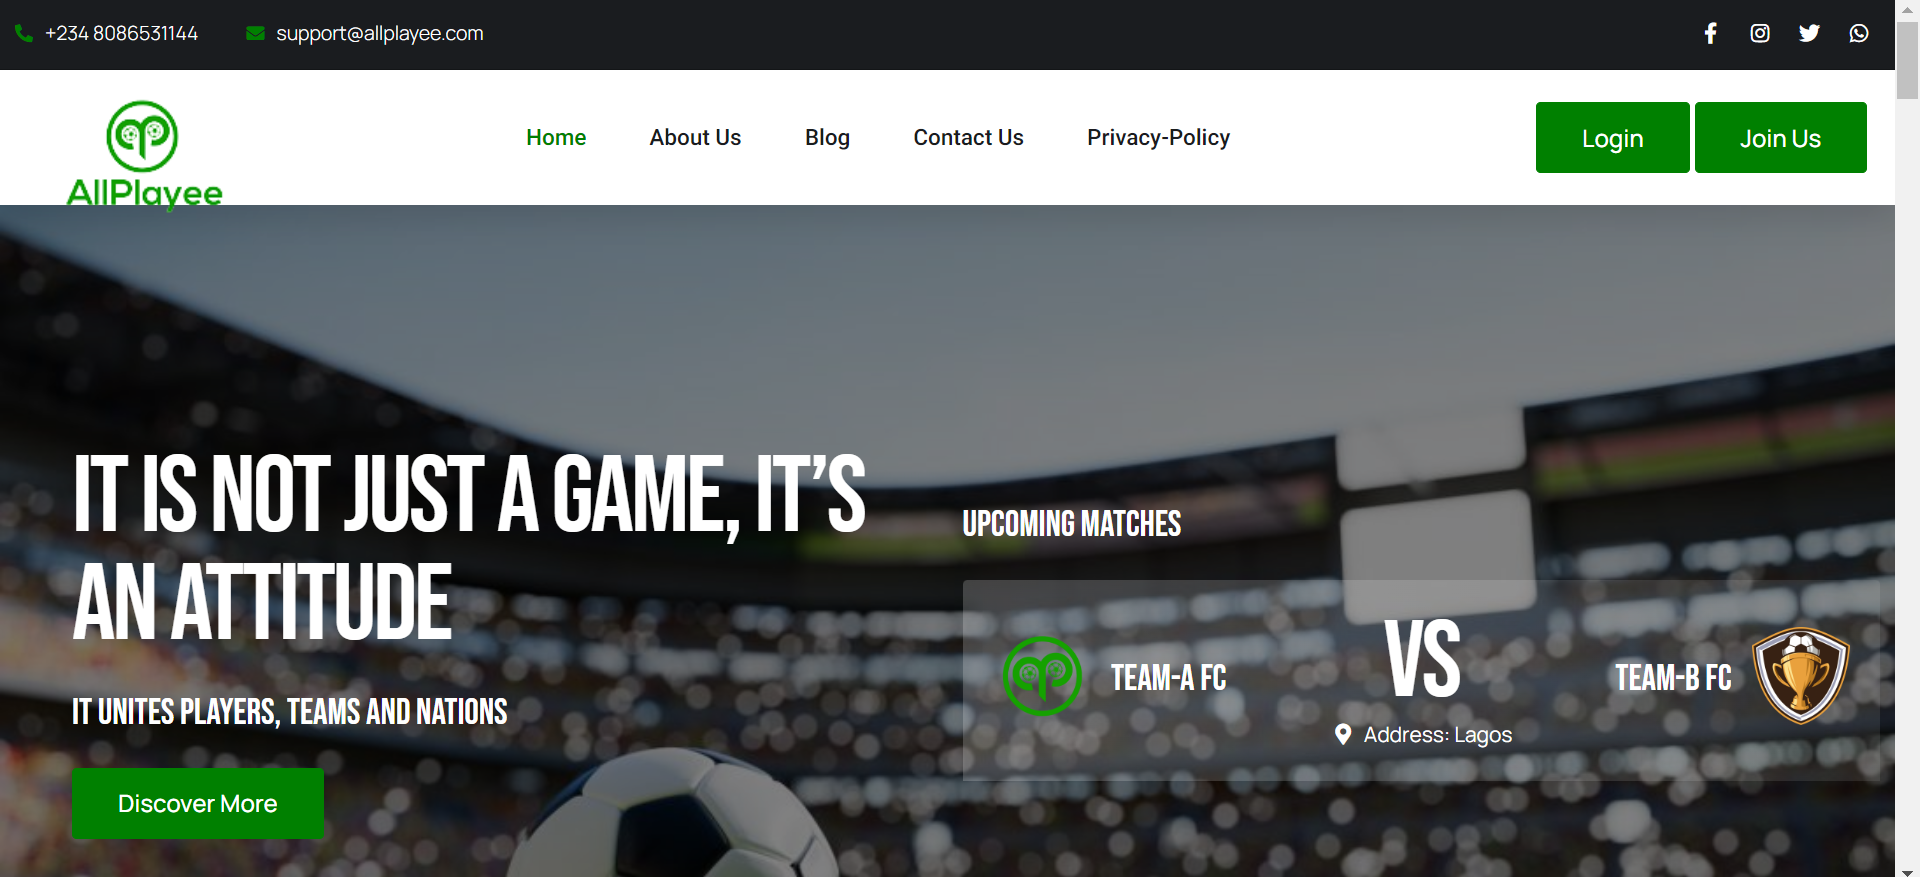 +234 8086531144
support@allplayee.com
AllPlayee
Home
About Us
Blog
Contact Us
Privacy-Policy
Login
Join Us
IT IS NOT JUST A GAME, IT’S
AN ATTITUDE
IT UNITES PLAYERS, TEAMS AND NATIONS
Discover More
UPCOMING MATCHES
TEAM-A FC
VS
TEAM-B FC
Address: Lagos